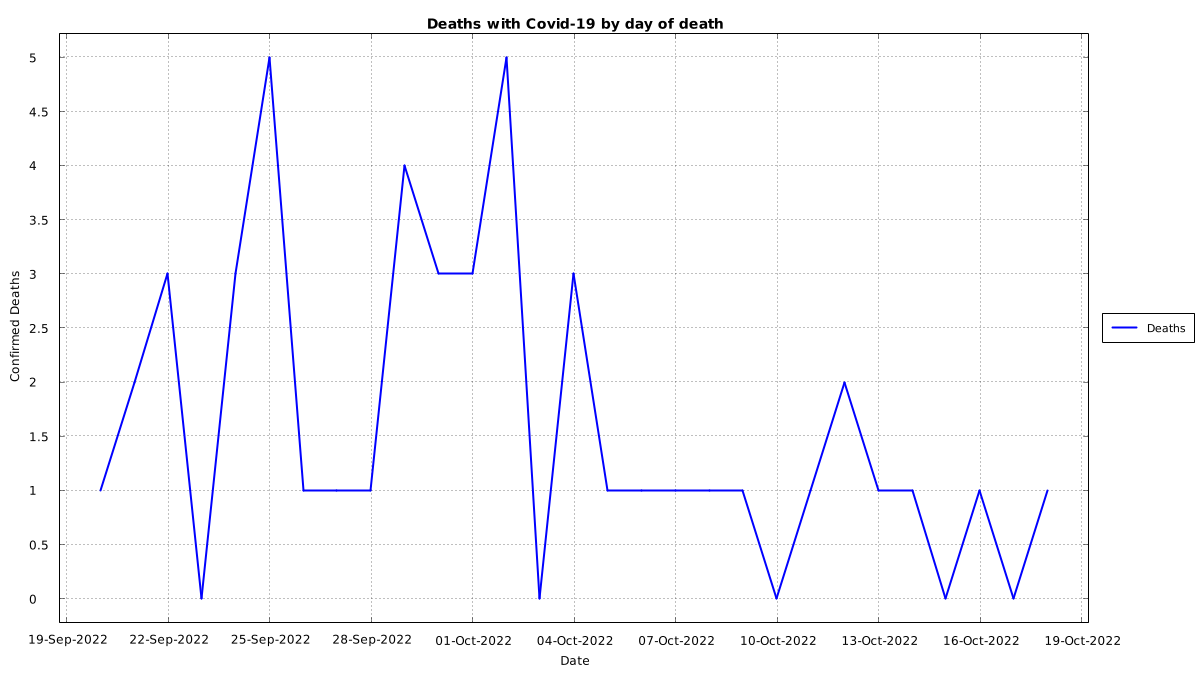 Deaths with Covid-19 by day of death
5
4.5
4
3.5
3
2.5
2
1.5
1
0.5
0
Confirmed Deaths
Deaths
19-Sep-2022 22-Sep-2022 25-Sep-2022 28-Sep-2022 01-Oct-2022 04-Oct-2022 07-Oct-2022 10-Oct-2022 13-Oct-2022 16-Oct-2022 19-Oct-2022
Date